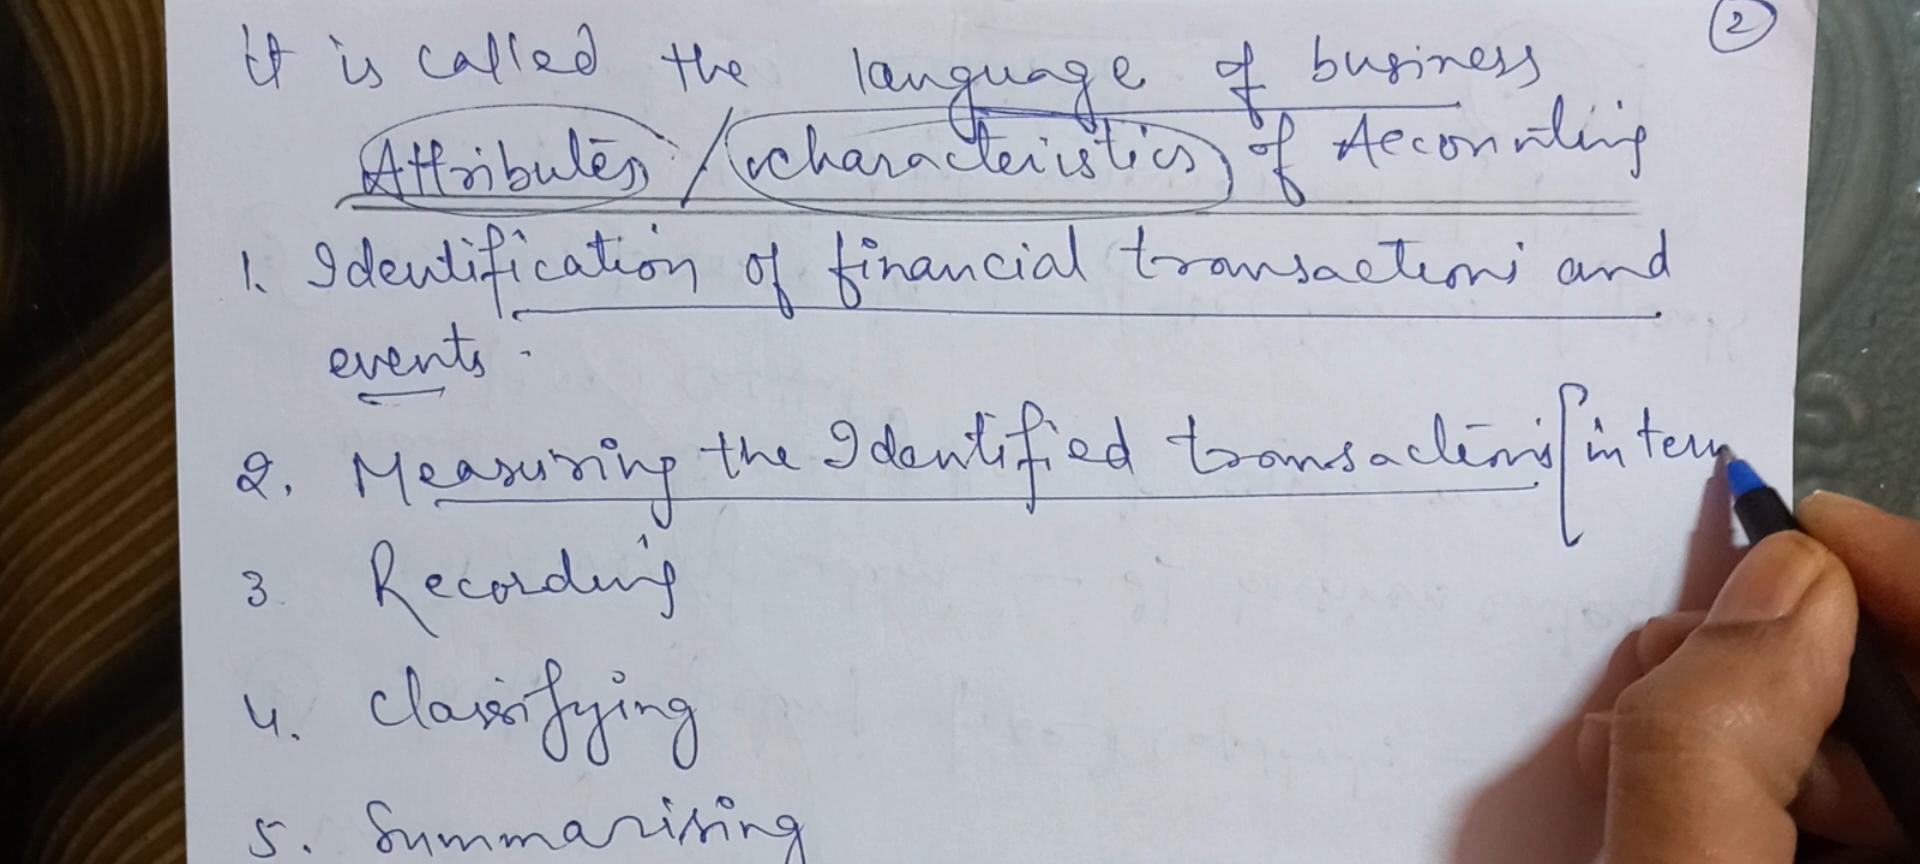 2
It is called the language of business
Attributes / characteristics of Accounting
1. Identification of financial transactions and
events.
2. Measuring the Identified transactions [in term
3. Recording
4. Classifying
5. Summarising